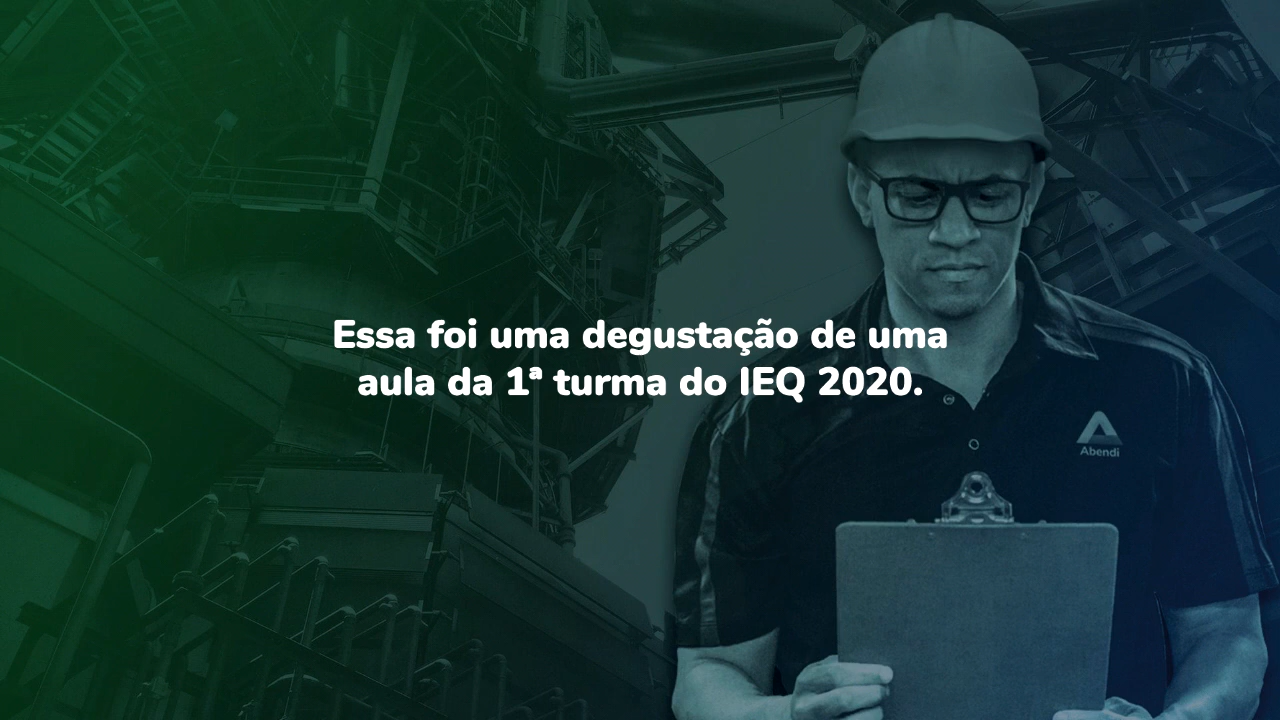 Essa foi uma degustação de uma
aula da 1ª turma do IEQ 2020.
Abendi